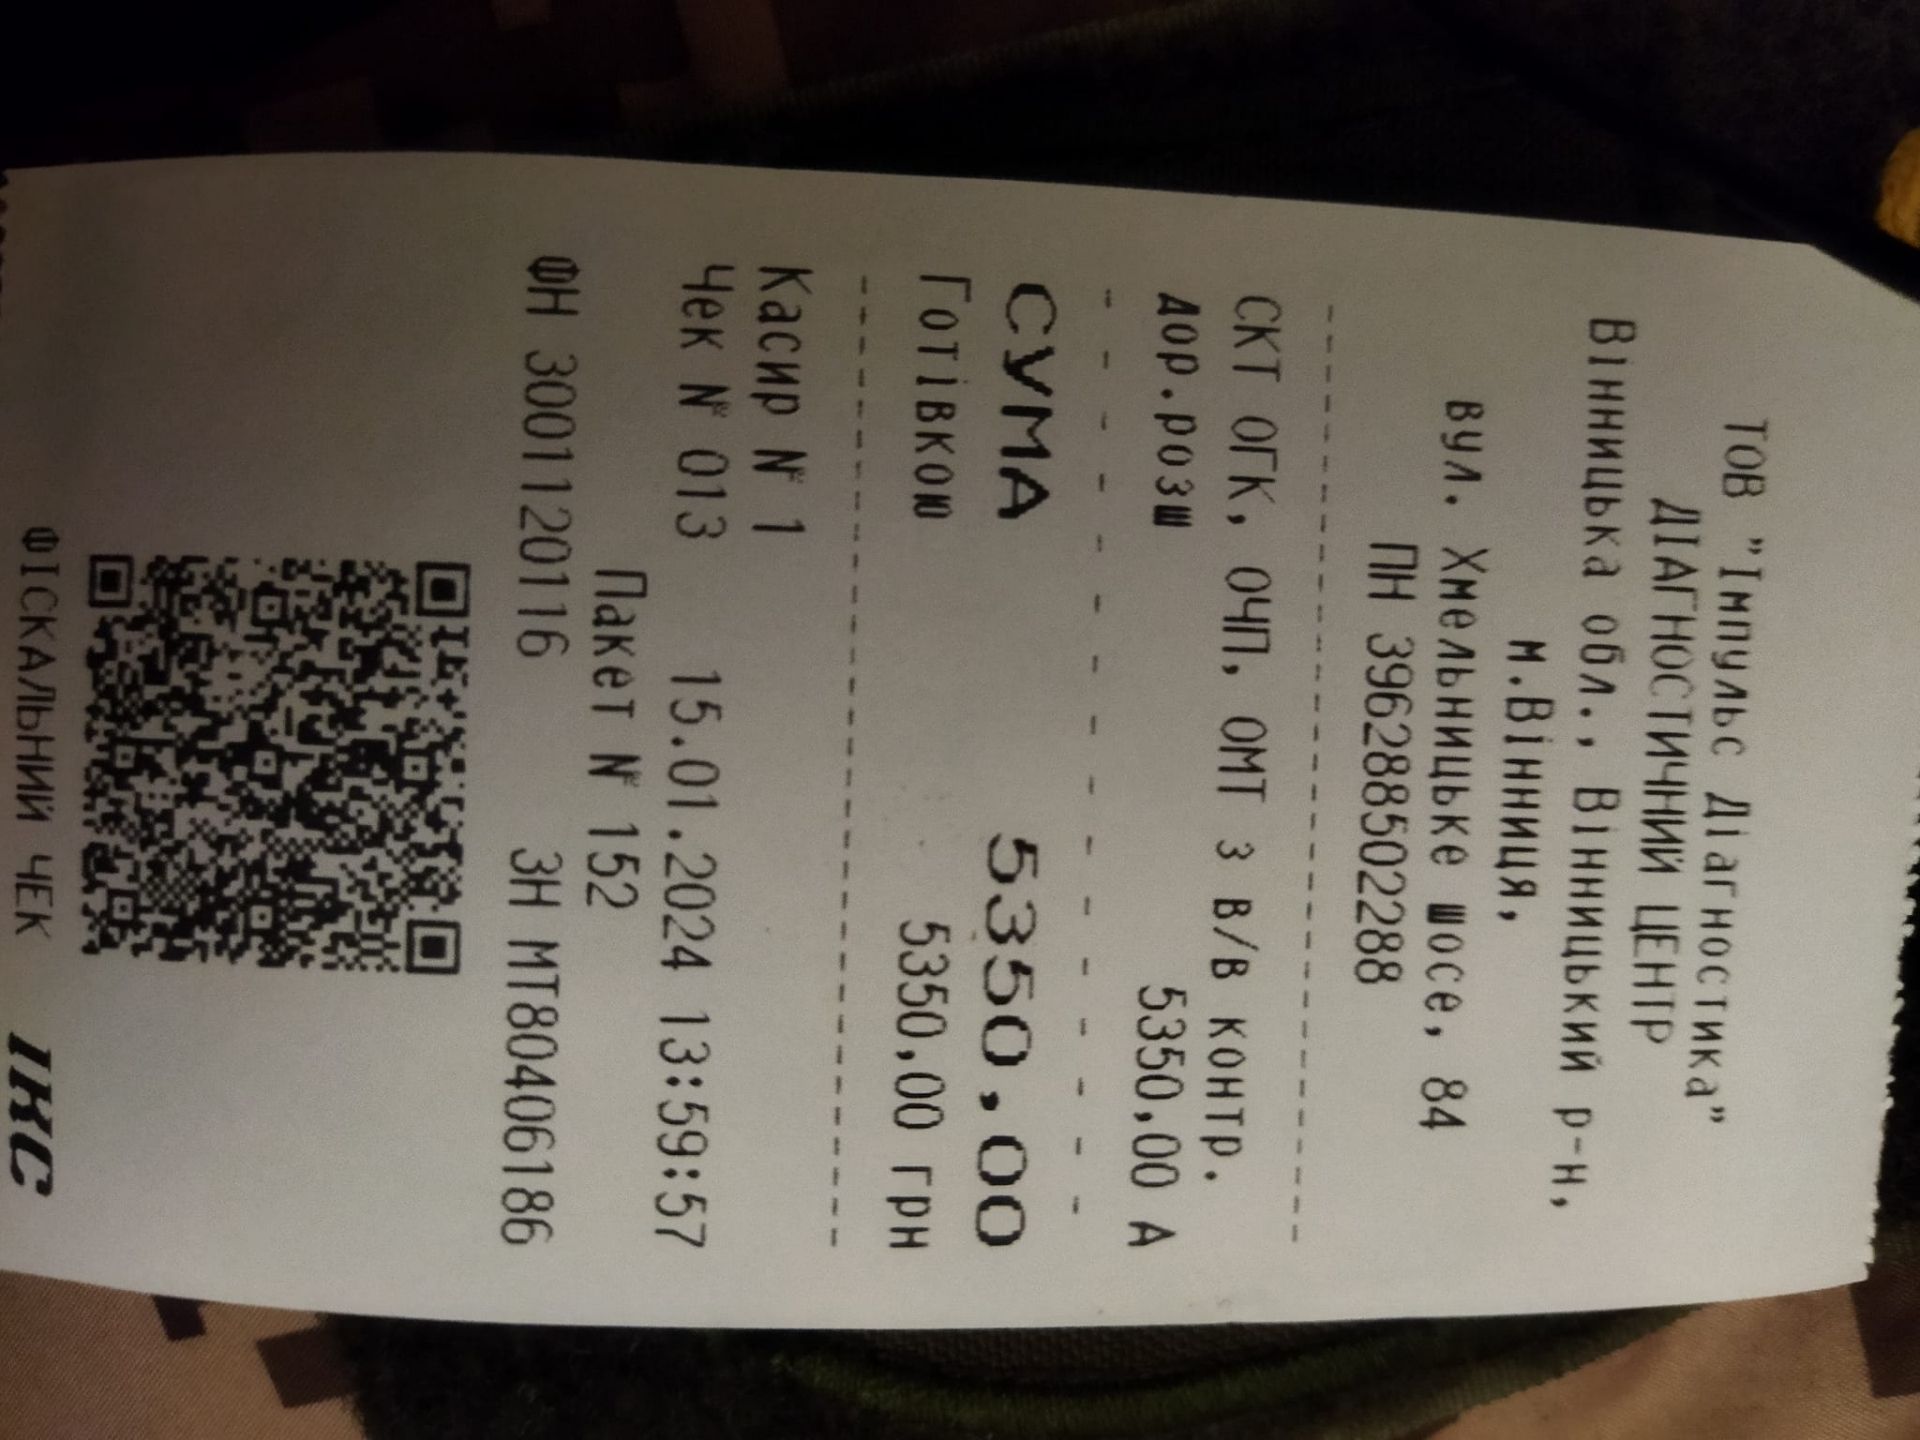 ТОВ "Імпульс Діагностика"
ДІАГНОСТИЧНИЙ ЦЕНТР
Вінницька обл., Вінницький р-н,
м.Вінниця,
вул. Хмельницьке шосе, 84
ПН 396288502288
СКТ ОГК, ОЧП, ОМТ з в/в контр.
дор.розш 5350,00 А
СУМА 5350,00
Готівкою 5350,00 грн
Касир № 1
Чек № 013 15.01.2024 13:59:57
Пакет № 152
ФН 3001120116 ЗН МТ80406186
ФІСКАЛЬНИЙ ЧЕК ІКС